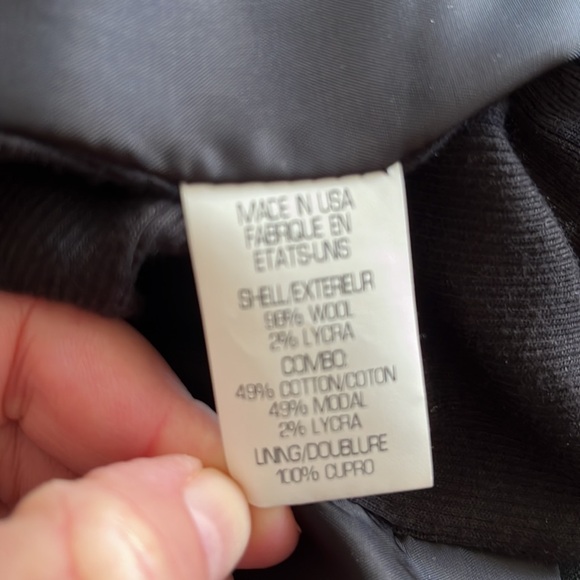 MADE IN USA
FABRIQUE EN
ETATS-UNIS
SHELL/EXTERIEUR
98% WOOL
2% LYCRA
COMBO:
49% COTTON/COTON
49% MODAL
2% LYCRA
LINING/DOUBLURE
100% CUPRO